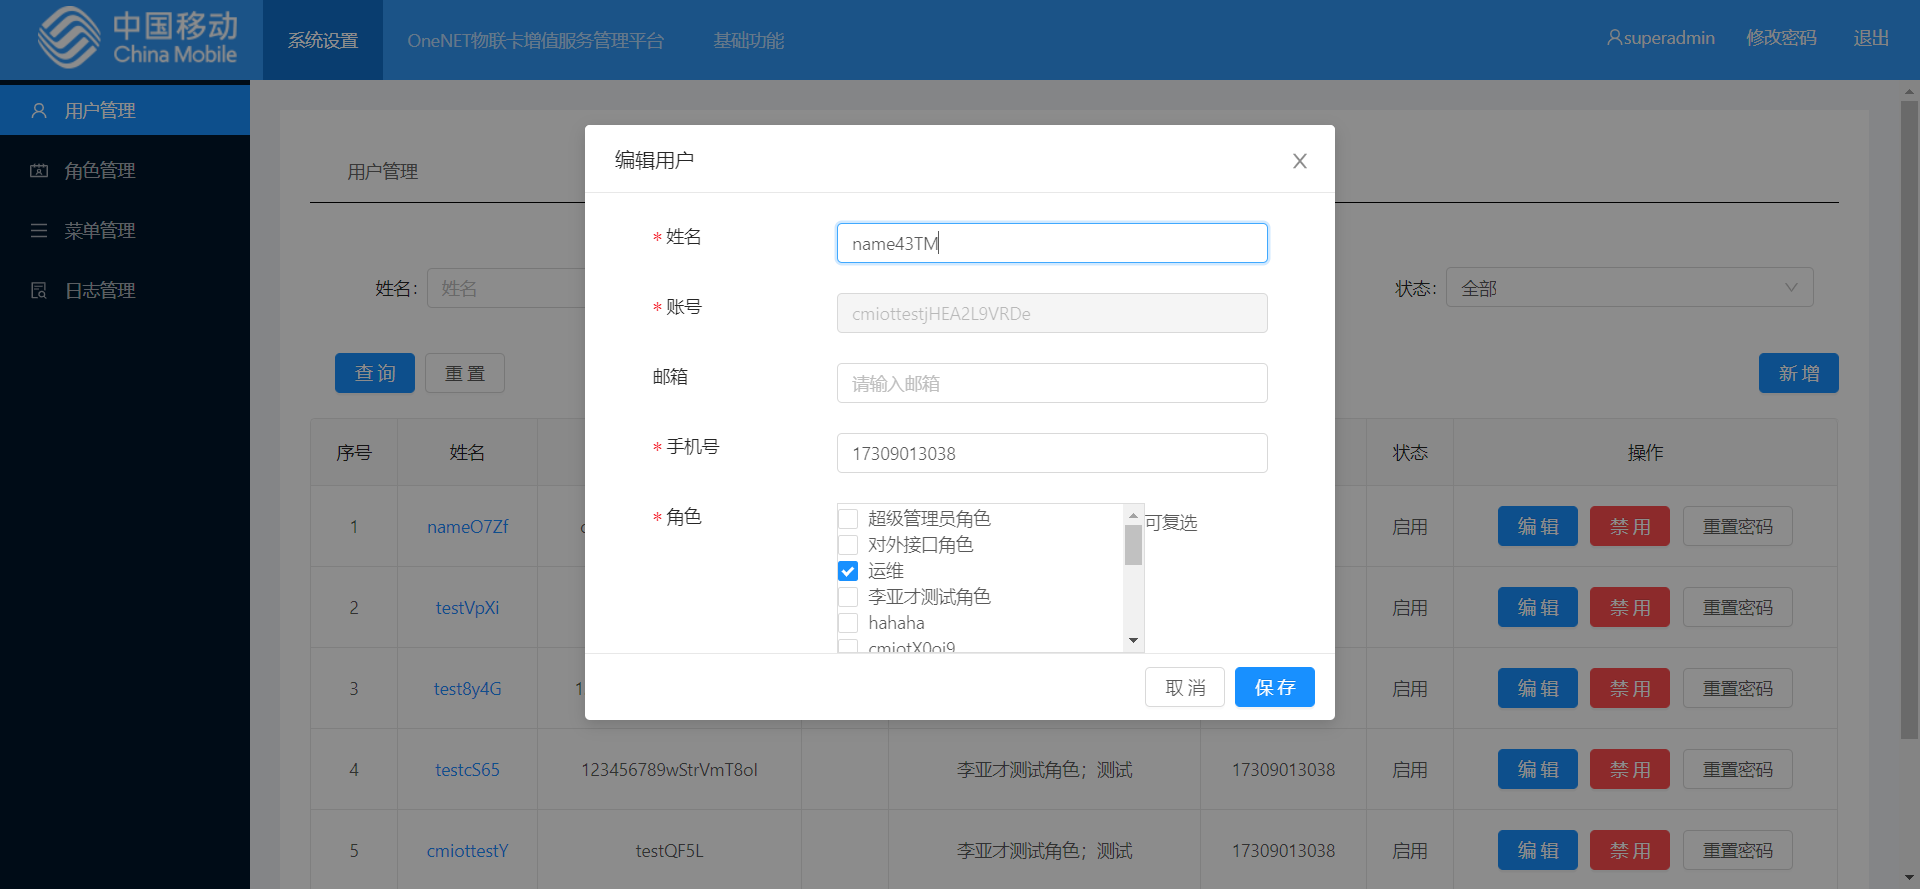 中国移动
China Mobile
系统设置
OneNET物联卡增值服务管理平台
基础功能
superadmin
修改密码
退出
用户管理
角色管理
菜单管理
日志管理
用户管理
姓名:
姓名
状态:
全部
查 询
重 置
新 增
序号
姓名
状态
操作
1
nameO7Zf
启用
编 辑
禁 用
重置密码
2
testVpXi
启用
编 辑
禁 用
重置密码
3
test8y4G
1
启用
编 辑
禁 用
重置密码
4
testcS65
123456789wStrVmT8oI
李亚才测试角色；测试
17309013038
启用
编 辑
禁 用
重置密码
5
cmiottestY
testQF5L
李亚才测试角色；测试
17309013038
启用
编 辑
禁 用
重置密码
编辑用户
* 姓名
name43TM
* 账号
cmiottestjHEA2L9VRDe
邮箱
请输入邮箱
* 手机号
17309013038
* 角色
超级管理员角色
对外接口角色
运维
李亚才测试角色
hahaha
cmiotX0oi9
可复选
取 消
保 存